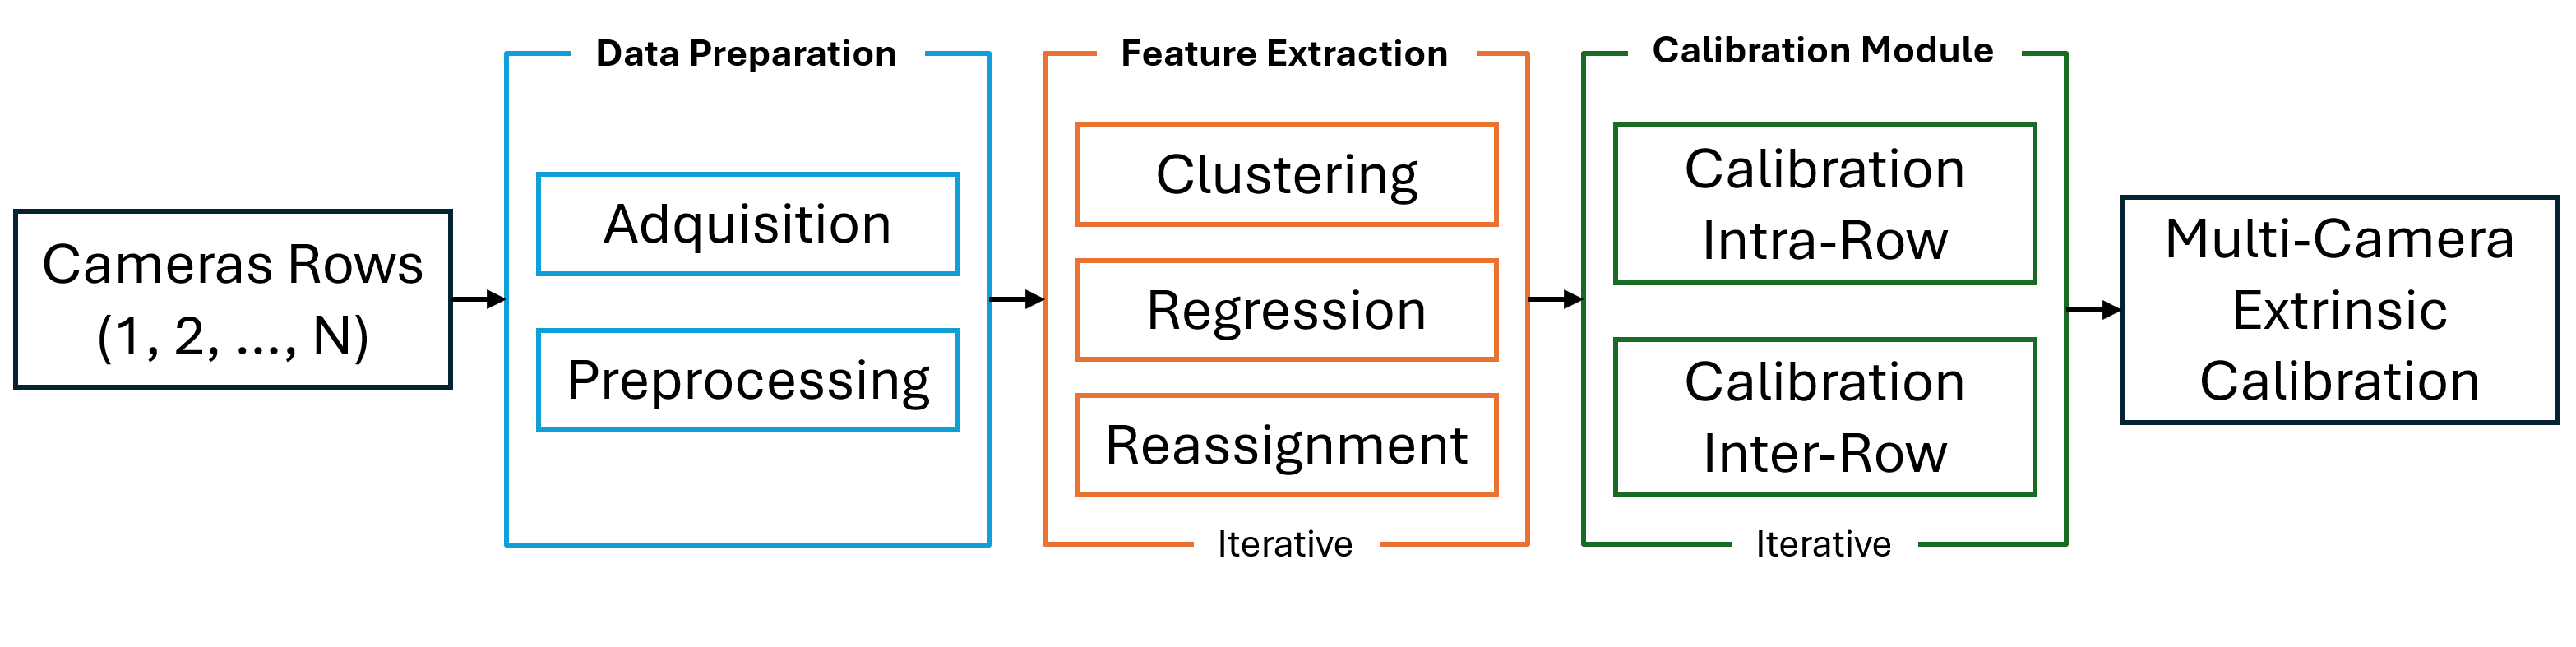 Cameras Rows
(1, 2, ..., N)
Data Preparation
Adquisition
Preprocessing
Feature Extraction
Clustering
Regression
Reassignment
Iterative
Calibration Module
Calibration
Intra-Row
Calibration
Inter-Row
Iterative
Multi-Camera
Extrinsic
Calibration